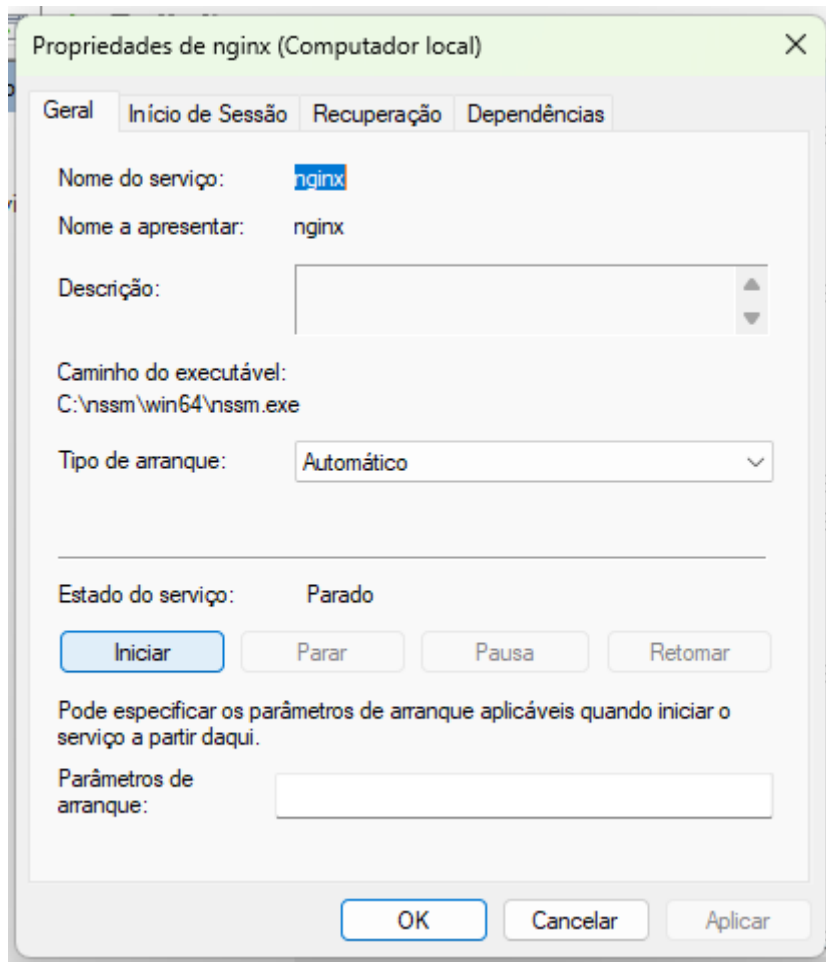 Propriedades de nginx (Computador local)
Geral Início de Sessão Recuperação Dependências
Nome do serviço: nginx
Nome a apresentar: nginx
Descrição:
Caminho do executável:
C:\nssm\win64\nssm.exe
Tipo de arranque: Automático
Estado do serviço: Parado
Iniciar Parar Pausa Retomar
Pode especificar os parâmetros de arranque aplicáveis quando iniciar o
serviço a partir daqui.
Parâmetros de
arranque:
OK Cancelar Aplicar